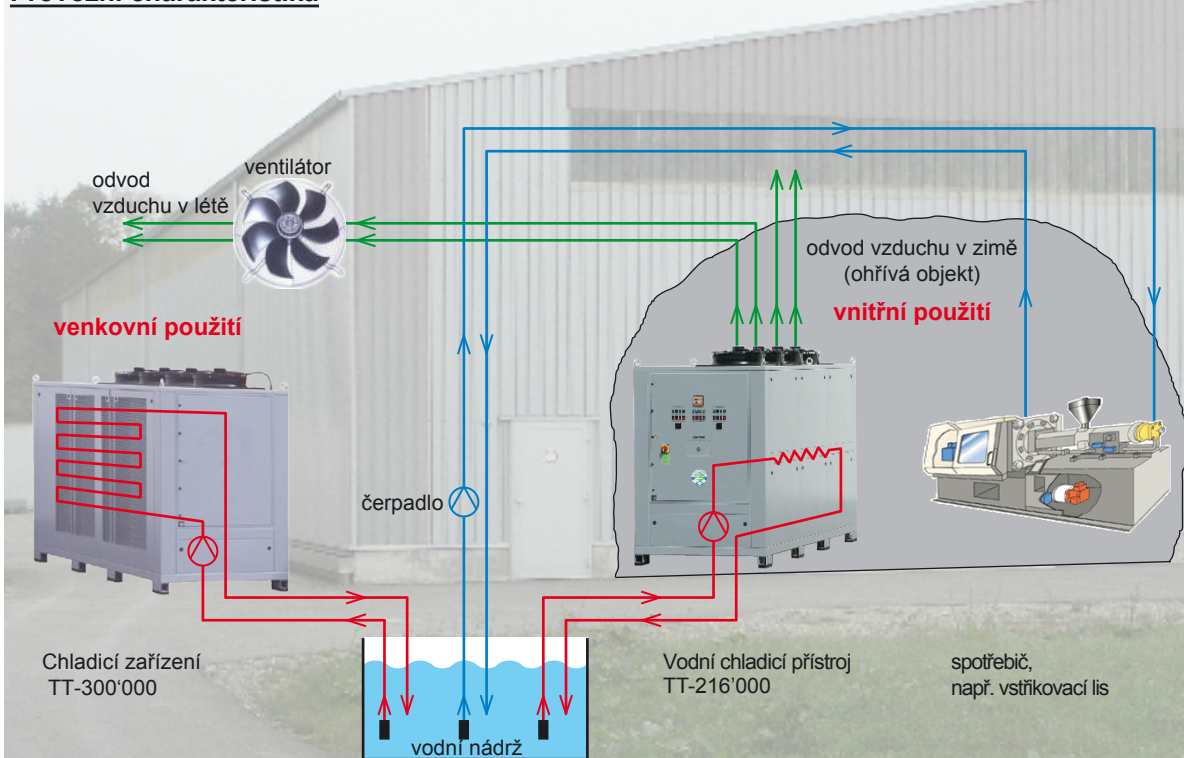 ventilátor
odvod
vzduchu v létě
odvod vzduchu v zimě
(ohřívá objekt)
venkovní použití
vnitřní použití
čerpadlo
Chladicí zařízení
TT-300‘000
Vodní chladicí přístroj
TT-216’000
spotřebič,
např. vstřikovací lis
vodní nádrž